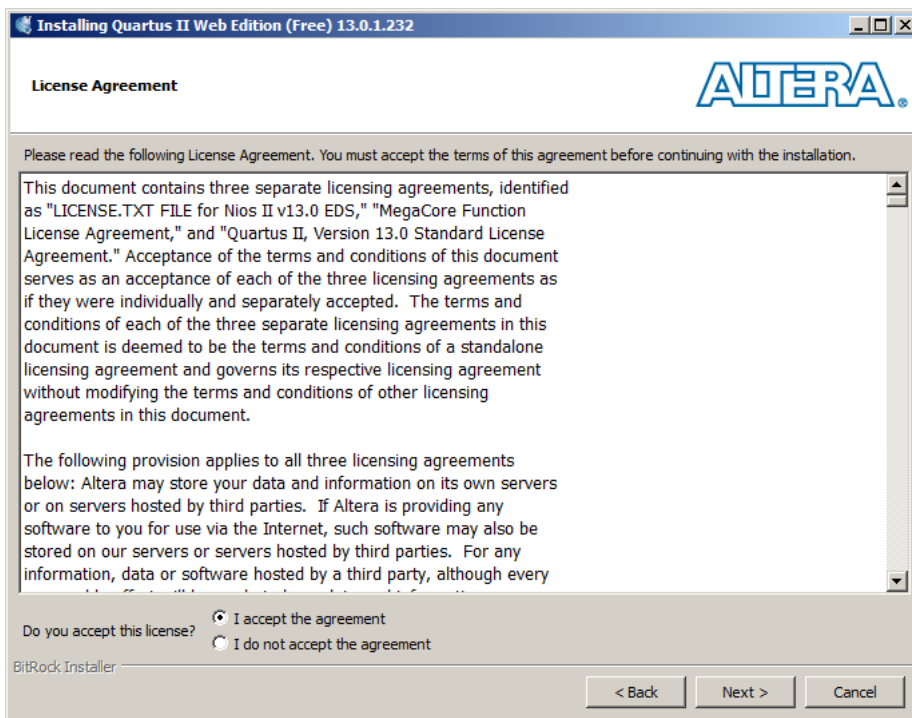 Installing Quartus II Web Edition (Free) 13.0.1.232
License Agreement
ALTERA®
Please read the following License Agreement. You must accept the terms of this agreement before continuing with the installation.
This document contains three separate licensing agreements, identified
as "LICENSE.TXT FILE for Nios II v13.0 EDS," "MegaCore Function
License Agreement," and "Quartus II, Version 13.0 Standard License
Agreement." Acceptance of the terms and conditions of this document
serves as an acceptance of each of the three licensing agreements as
if they were individually and separately accepted.  The terms and
conditions of each of the three separate licensing agreements in this
document is deemed to be the terms and conditions of a standalone
licensing agreement and governs its respective licensing agreement
without modifying the terms and conditions of other licensing
agreements in this document.
The following provision applies to all three licensing agreements
below: Altera may store your data and information on its own servers
or on servers hosted by third parties.  If Altera is providing any
software to you for use via the Internet, such software may also be
stored on our servers or servers hosted by third parties.  For any
information, data or software hosted by a third party, although every
Do you accept this license?
I accept the agreement
I do not accept the agreement
BitRock Installer
< Back
Next >
Cancel